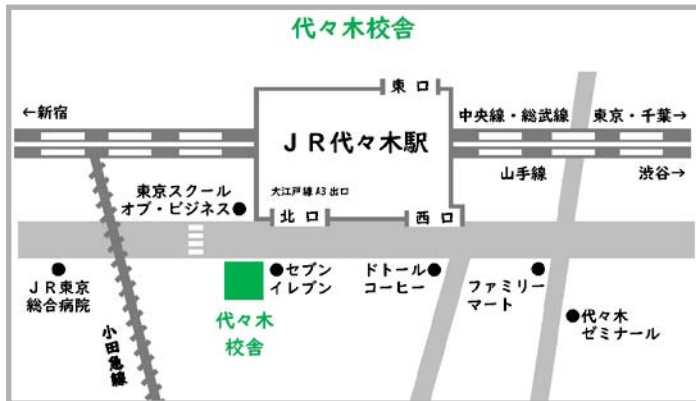 代々木校舎
東 口
←新宿
中央線・総武線
東京・千葉→
JR代々木駅
山手線
渋谷→
東京スクール
オブ・ビジネス●
大江戸線 A3 出口
北 口
西 口
JR東京
総合病院
●セブン
イレブン
ドトール●
コーヒー
ファミリー
マート
代々木
校舎
●代々木
ゼミナール
小田急線